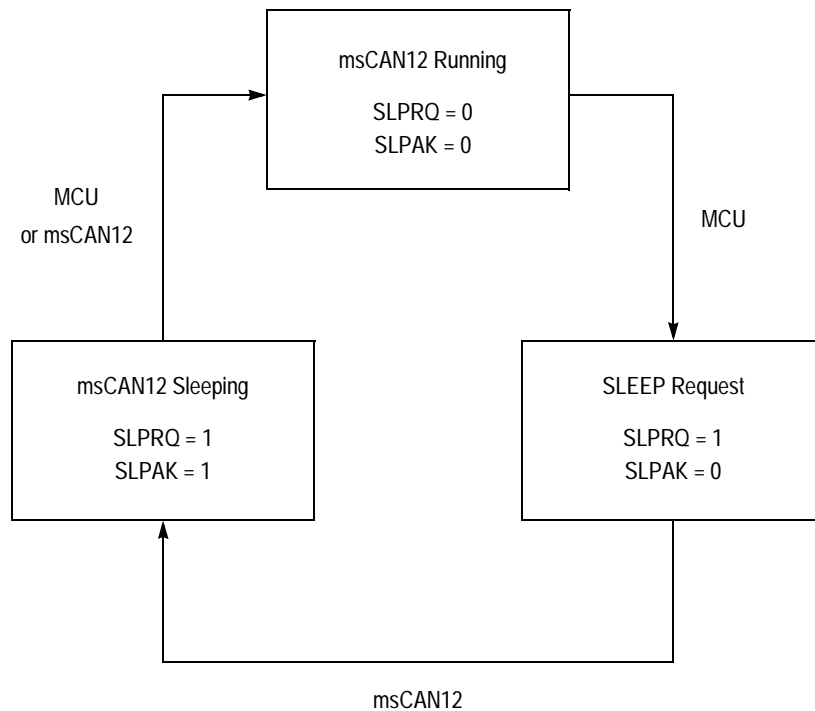 msCAN12 Running
SLPRQ = 0
SLPAK = 0
MCU
or msCAN12
MCU
msCAN12 Sleeping
SLPRQ = 1
SLPAK = 1
SLEEP Request
SLPRQ = 1
SLPAK = 0
msCAN12